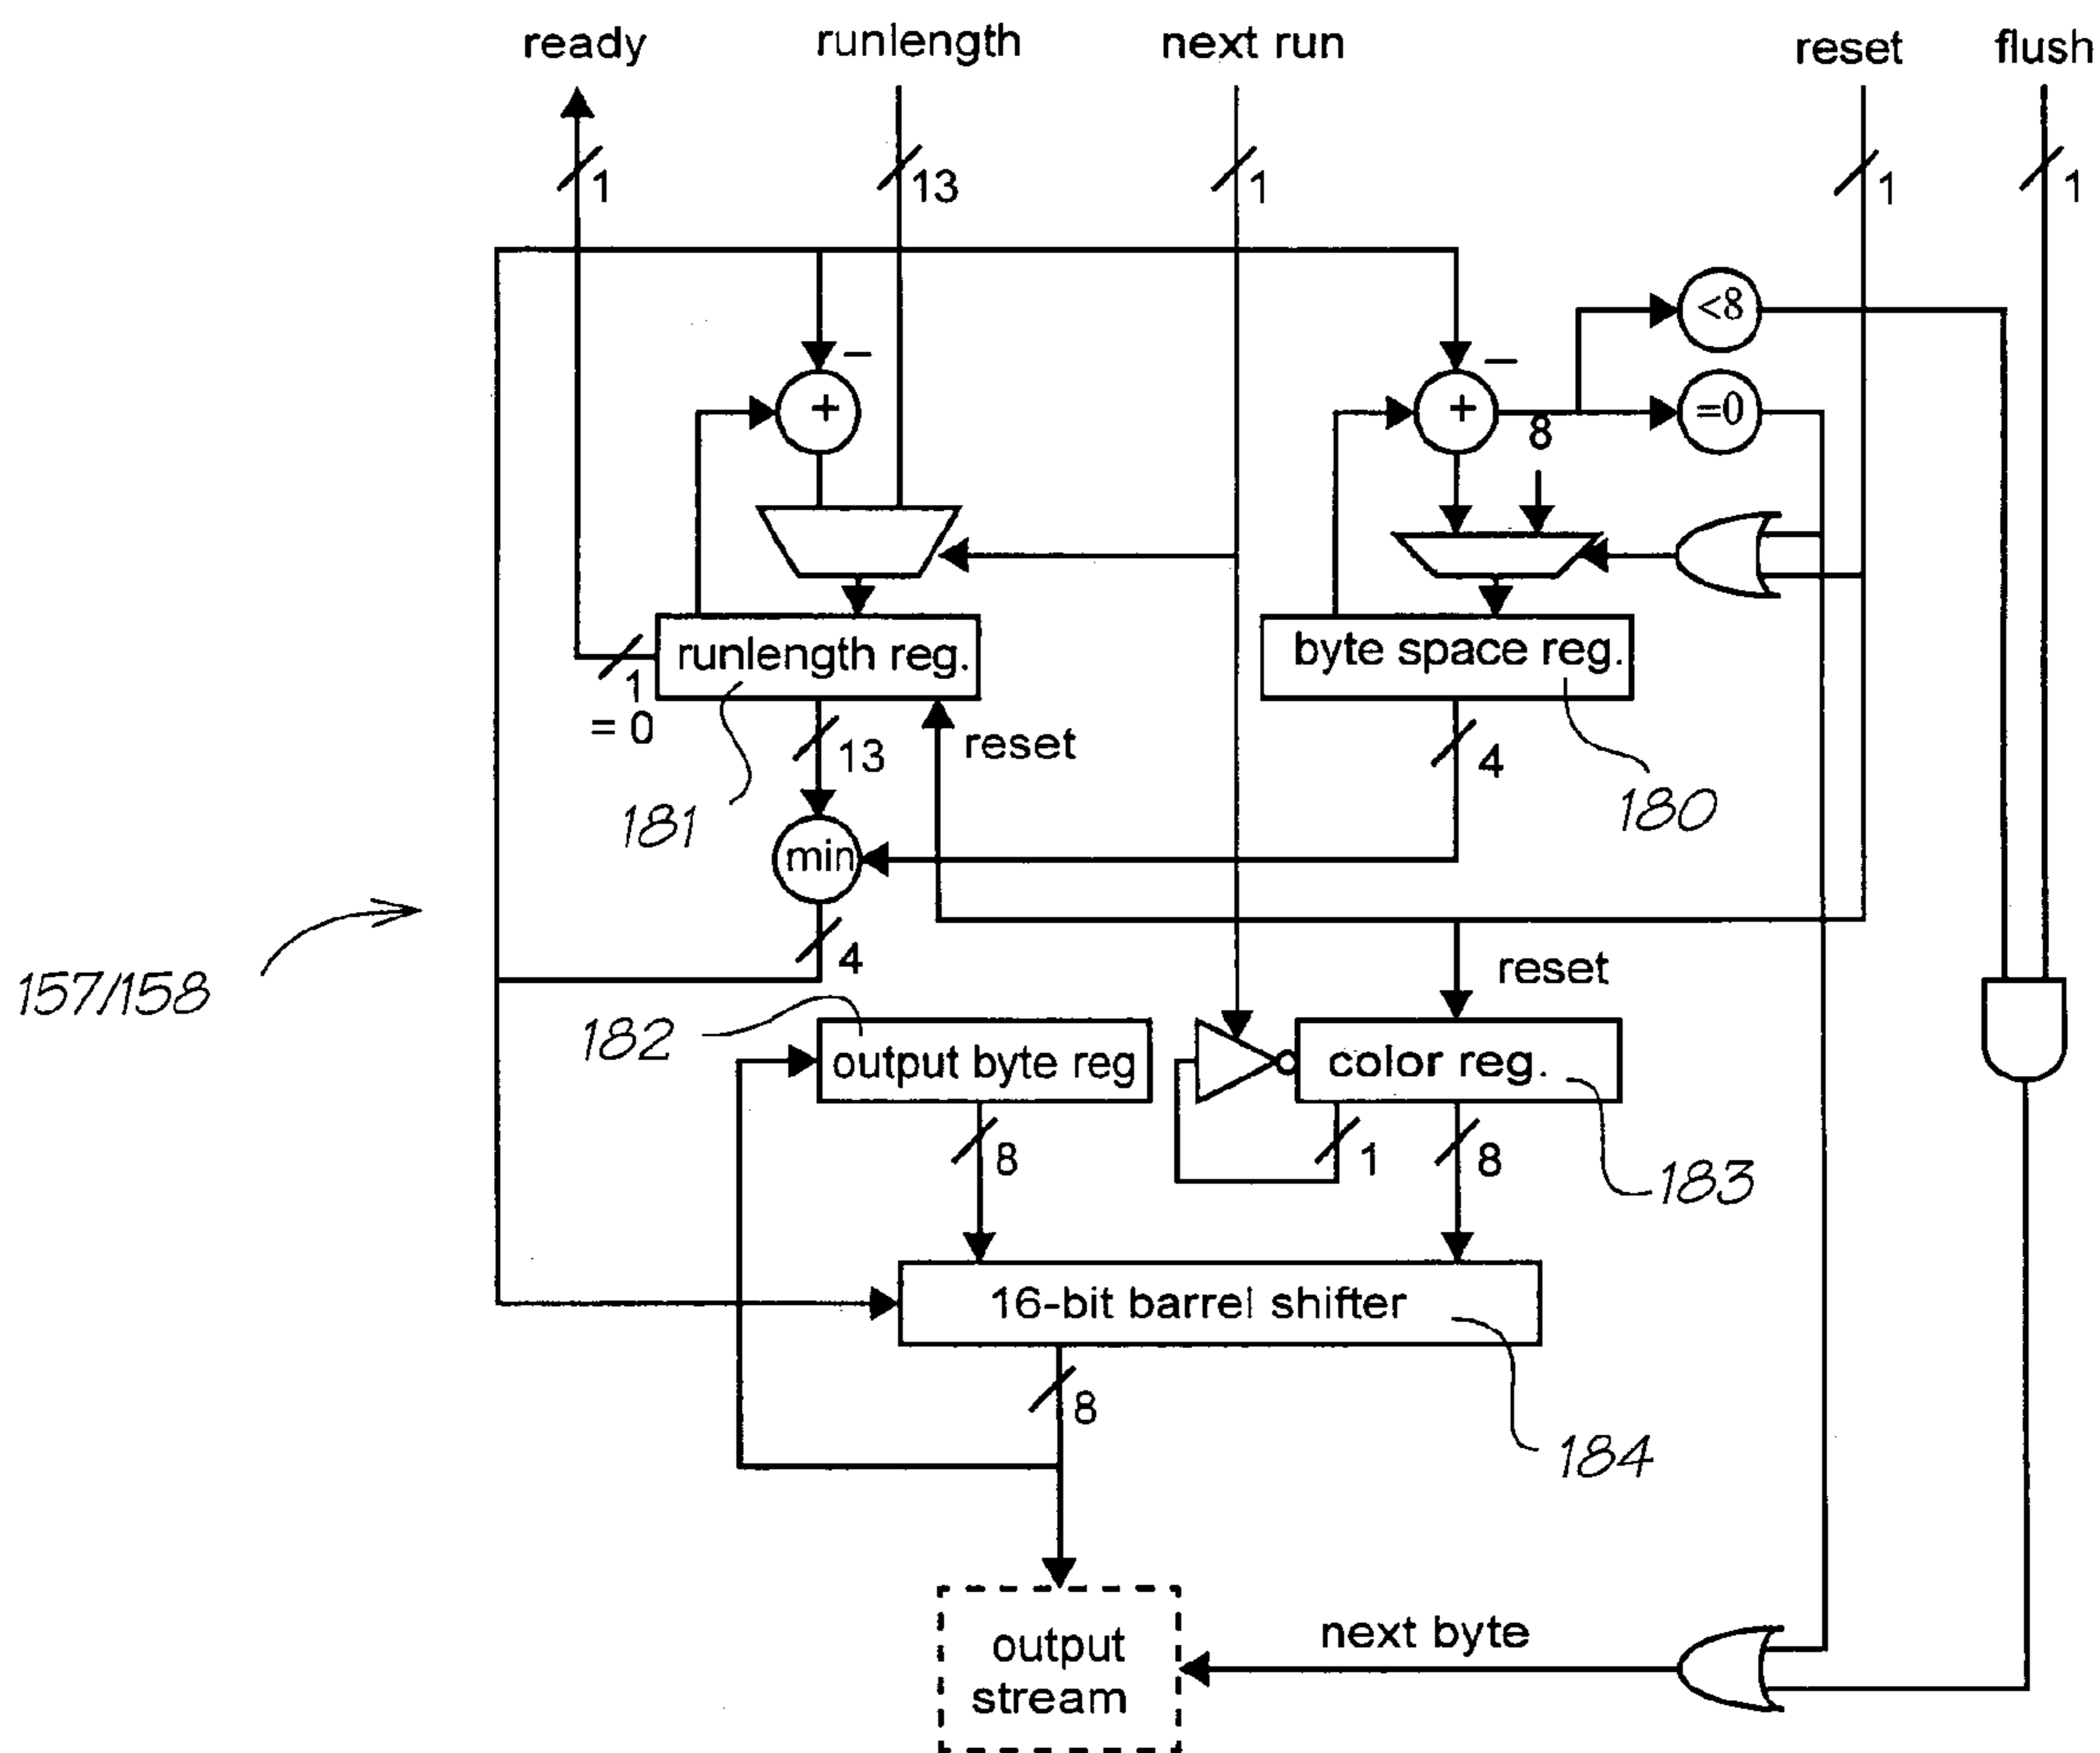 ready
runlength
next run
reset
flush
1
13
1
1
1
<8
–
–
+
+
=0
8
runlength reg.
byte space reg.
1
= 0
13
reset
4
181
180
min
4
157/158
reset
182
output byte reg
color reg.
8
1
8
183
16-bit barrel shifter
8
184
output
stream
next byte